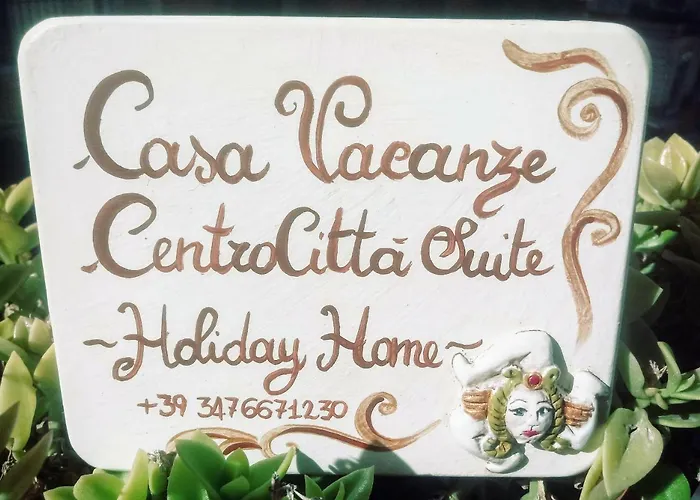 Casa Vacanze
CentroCittà Suite
~Holiday Home~
+39 3476671230